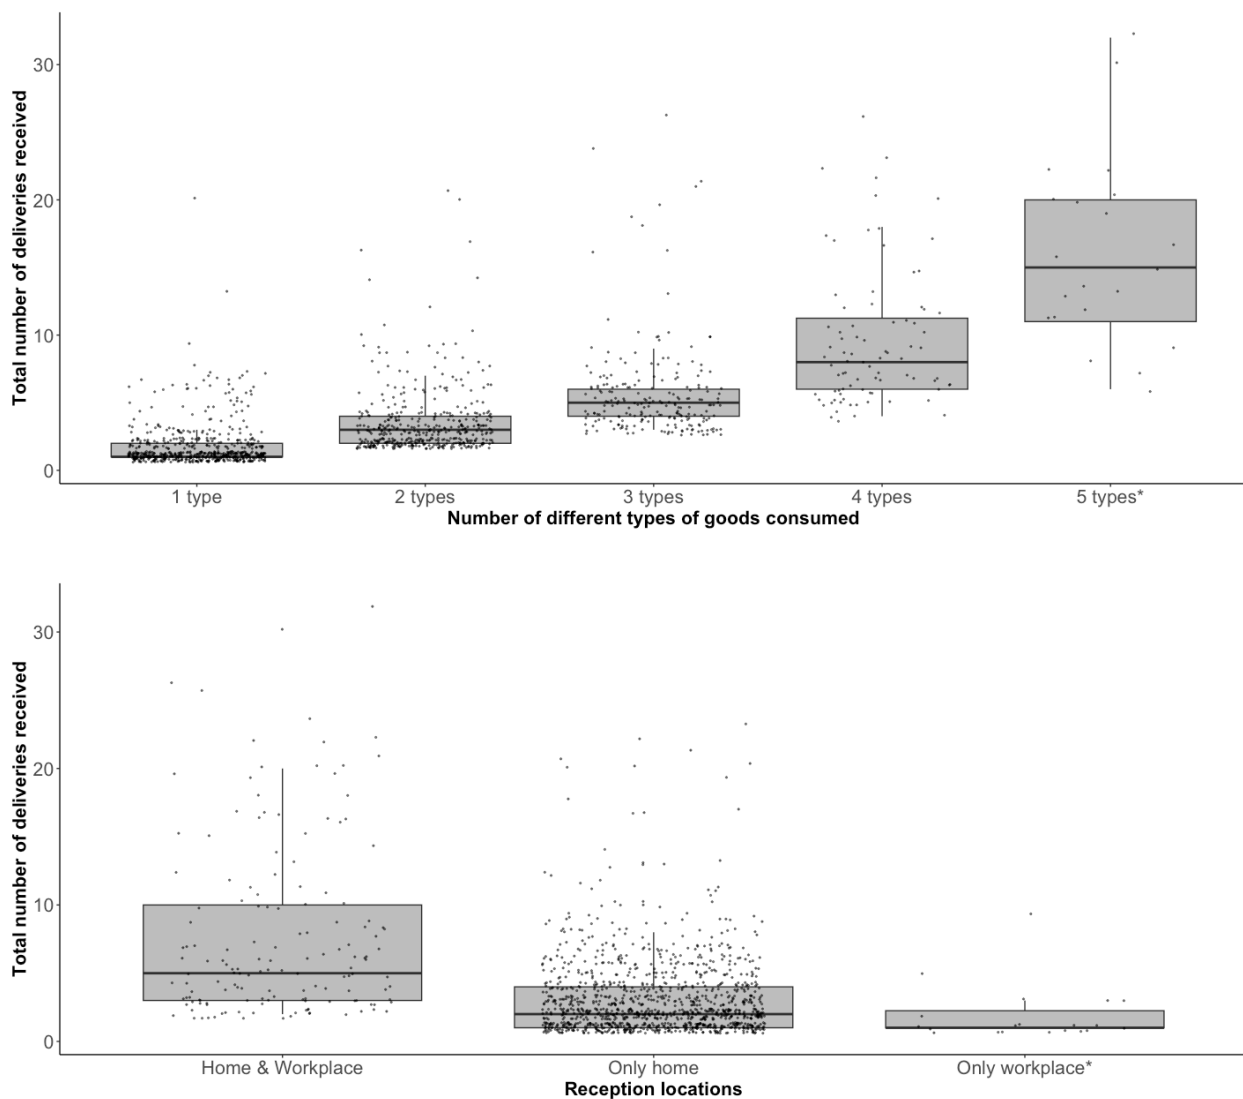 Total number of deliveries received
30
20
10
0
1 type 2 types 3 types 4 types 5 types*
Number of different types of goods consumed
Total number of deliveries received
30
20
10
0
Home & Workplace Only home Only workplace*
Reception locations